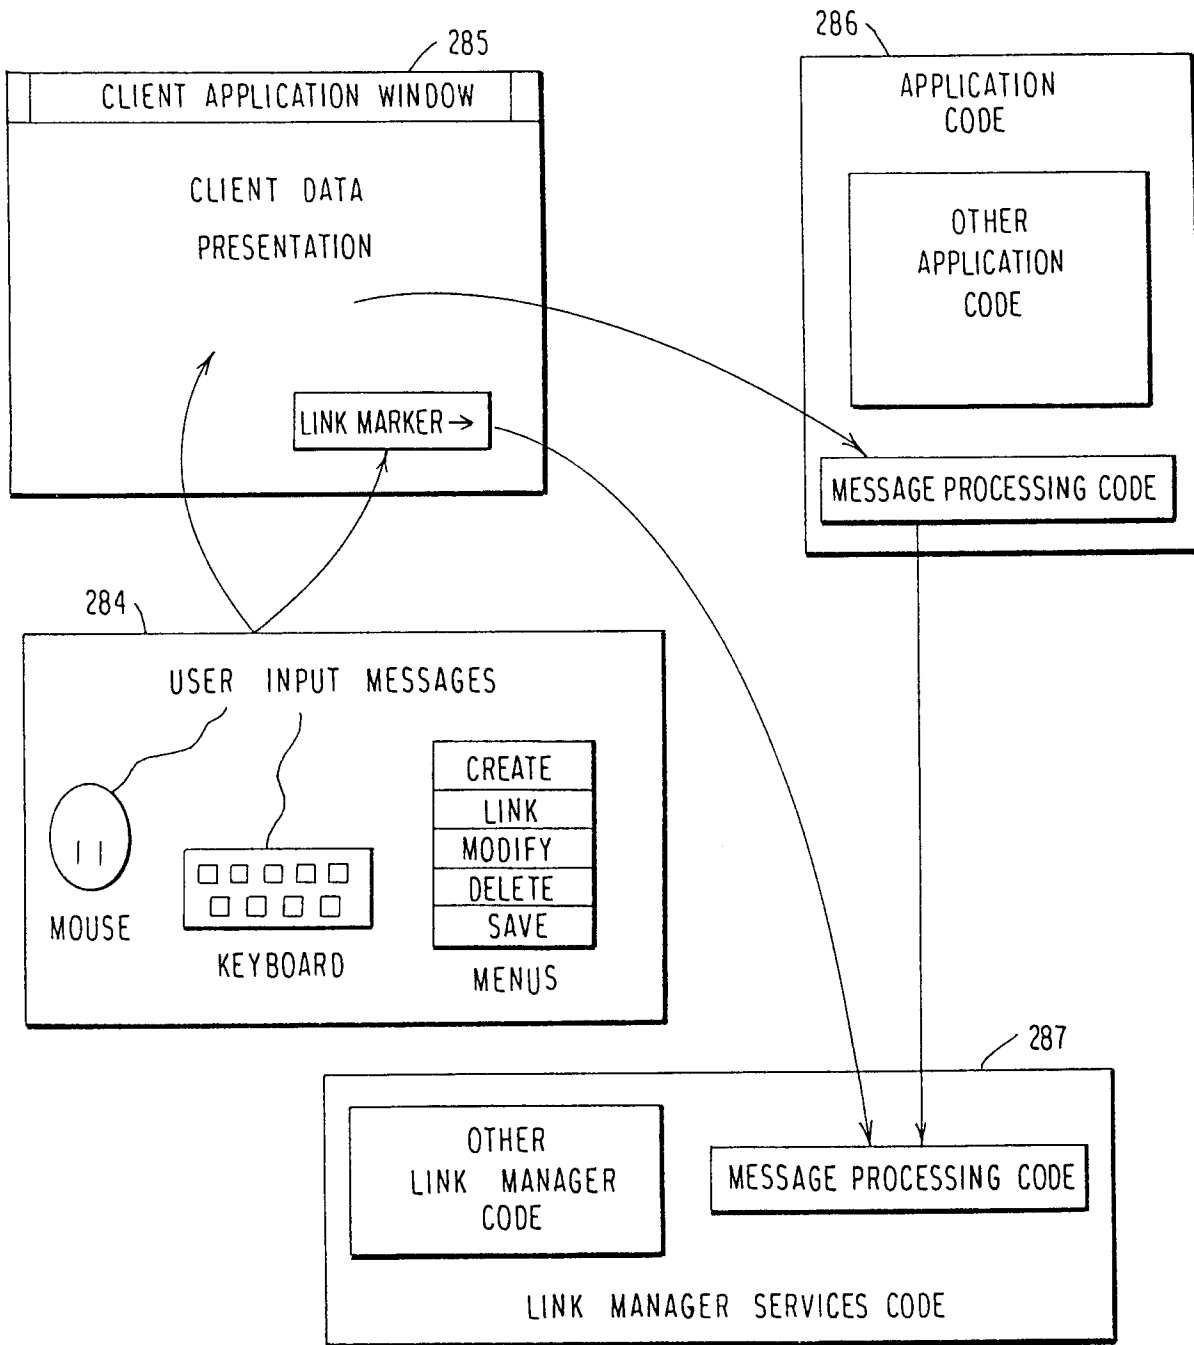 285
CLIENT APPLICATION WINDOW
CLIENT DATA
PRESENTATION
LINK MARKER →
286
APPLICATION
CODE
OTHER
APPLICATION
CODE
MESSAGE PROCESSING CODE
284
USER INPUT MESSAGES
MOUSE
KEYBOARD
CREATE
LINK
MODIFY
DELETE
SAVE
MENUS
287
OTHER
LINK MANAGER
CODE
MESSAGE PROCESSING CODE
LINK MANAGER SERVICES CODE